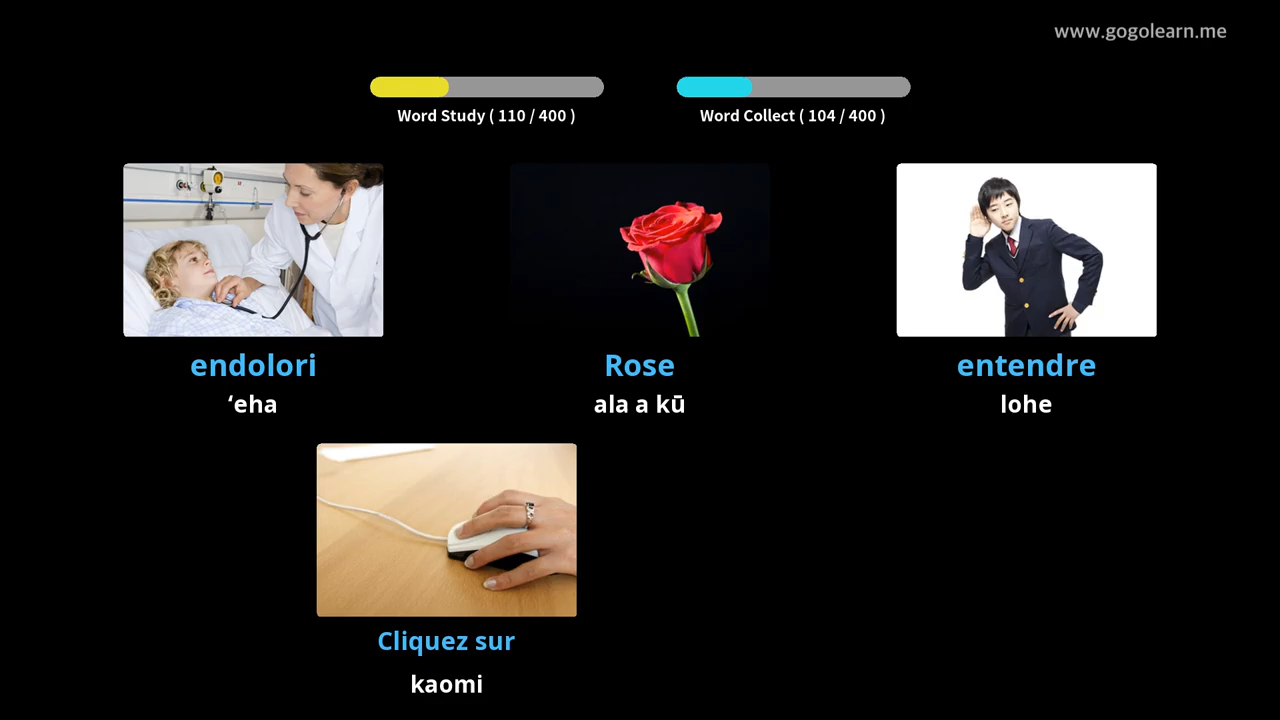 www.gogolearn.me
Word Study ( 110 / 400 )
Word Collect ( 104 / 400 )
endolori
ʻeha
Rose
ala a kū
entendre
lohe
Cliquez sur
kaomi